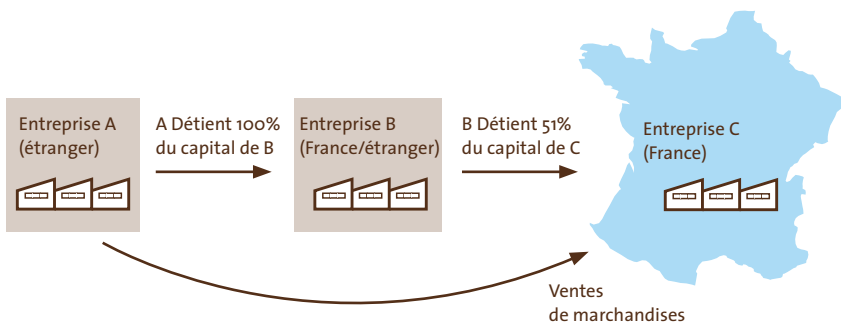 Entreprise A
(étranger)
A Détient 100%
du capital de B
Entreprise B
(France/étranger)
B Détient 51%
du capital de C
Entreprise C
(France)
Ventes
de marchandises